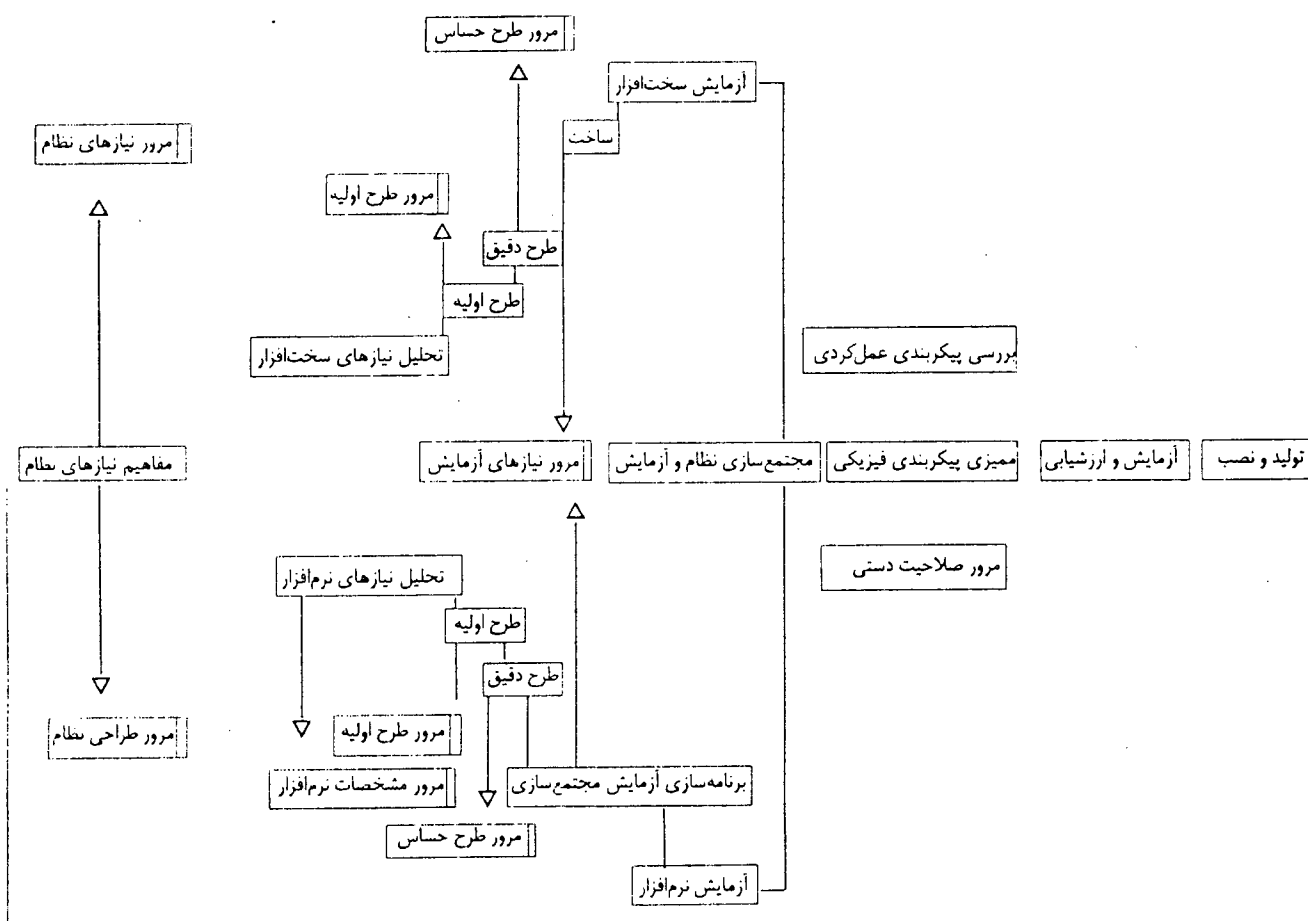 مرور طرح حساس
آزمایش سخت‌افزار
ساخت
مرور نیازهای نظام
مرور طرح اولیه
طرح دقیق
طرح اولیه
تحلیل نیازهای سخت‌افزار
بررسی پیکربندی عمل‌کردی
مفاهیم نیازهای نظام
مرور نیازهای آزمایش
مجتمع‌سازی نظام و آزمایش
ممیزی پیکربندی فیزیکی
آزمایش و ارزشیابی
تولید و نصب
تحلیل نیازهای نرم‌افزار
مرور صلاحیت دستی
طرح اولیه
طرح دقیق
مرور طراحی نظام
مرور طرح اولیه
مرور مشخصات نرم‌افزار
برنامه‌سازی آزمایش مجتمع‌سازی
مرور طرح حساس
آزمایش نرم‌افزار